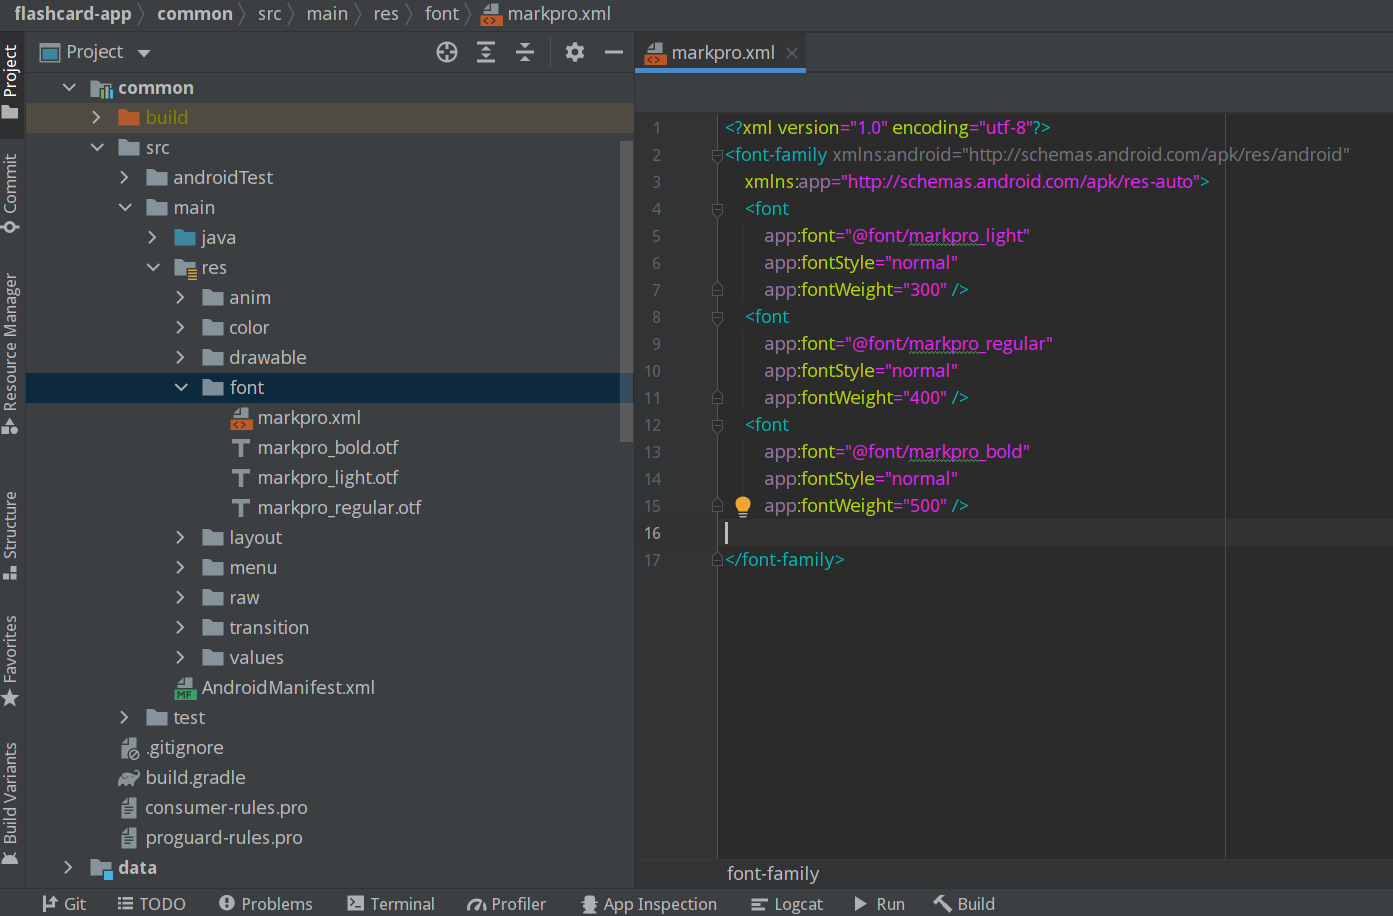 flashcard-app common src main res font markpro.xml
Project
markpro.xml
Project
Commit
Resource Manager
Structure
Favorites
Build Variants
common
build
src
androidTest
main
java
res
anim
color
drawable
font
markpro.xml
markpro_bold.otf
markpro_light.otf
markpro_regular.otf
layout
menu
raw
transition
values
AndroidManifest.xml
test
.gitignore
build.gradle
consumer-rules.pro
proguard-rules.pro
data
1 <?xml version="1.0" encoding="utf-8"?>
2 <font-family xmlns:android="http://schemas.android.com/apk/res/android"
3 xmlns:app="http://schemas.android.com/apk/res-auto">
4 <font
5 app:font="@font/markpro_light"
6 app:fontStyle="normal"
7 app:fontWeight="300" />
8 <font
9 app:font="@font/markpro_regular"
10 app:fontStyle="normal"
11 app:fontWeight="400" />
12 <font
13 app:font="@font/markpro_bold"
14 app:fontStyle="normal"
15 app:fontWeight="500" />
16
17 </font-family>
font-family
Git TODO Problems Terminal Profiler App Inspection Logcat Run Build